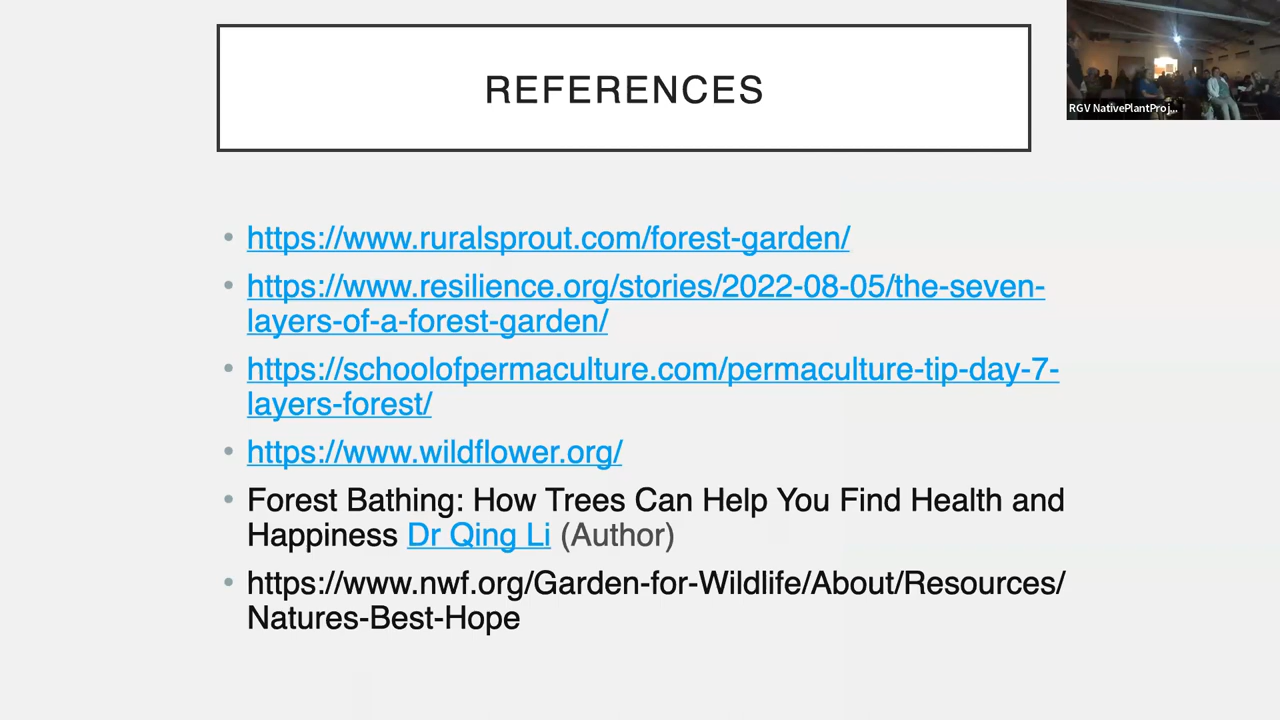 REFERENCES
RGV NativePlantProj...
• https://www.ruralsprout.com/forest-garden/
• https://www.resilience.org/stories/2022-08-05/the-seven-
layers-of-a-forest-garden/
• https://schoolofpermaculture.com/permaculture-tip-day-7-
layers-forest/
• https://www.wildflower.org/
• Forest Bathing: How Trees Can Help You Find Health and
Happiness Dr Qing Li (Author)
• https://www.nwf.org/Garden-for-Wildlife/About/Resources/
Natures-Best-Hope